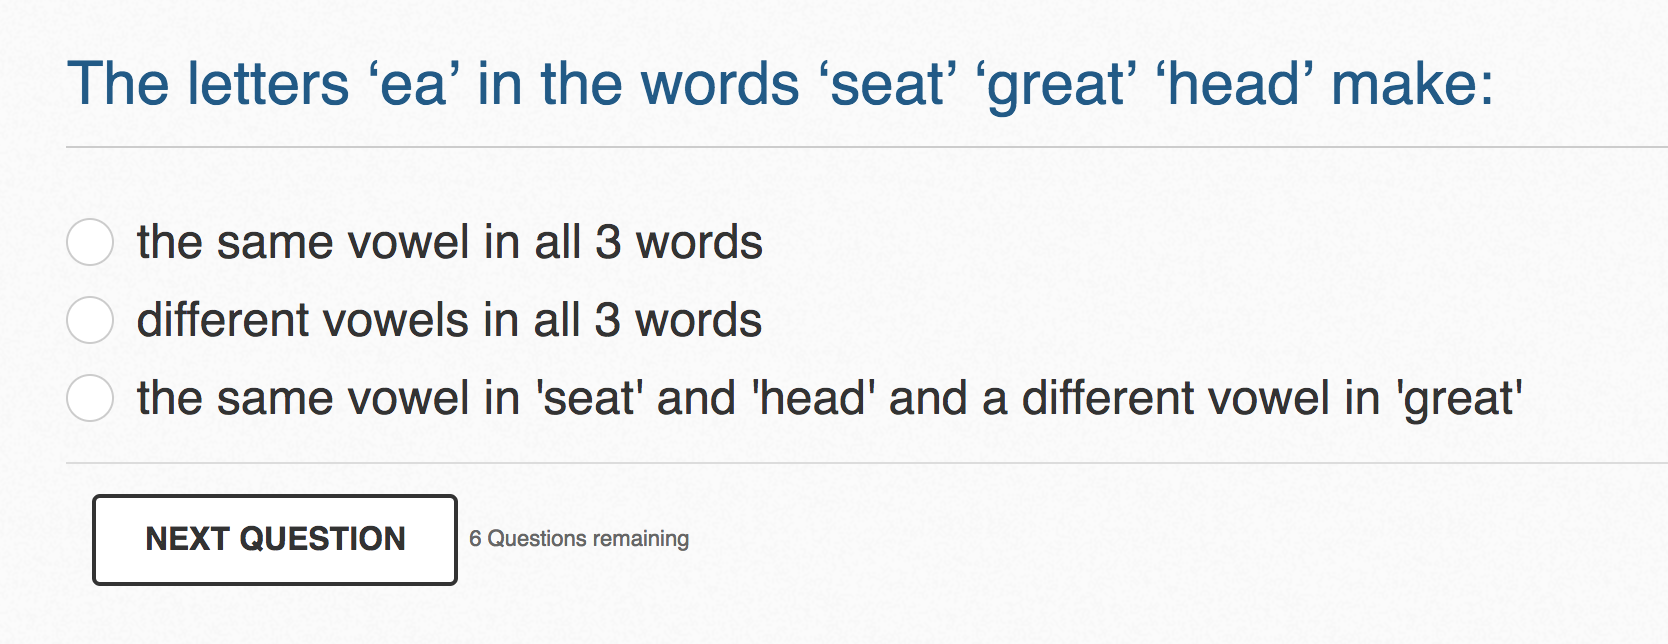 The letters ‘ea’ in the words ‘seat’ ‘great’ ‘head’ make:
the same vowel in all 3 words
different vowels in all 3 words
the same vowel in 'seat' and 'head' and a different vowel in 'great'
NEXT QUESTION 6 Questions remaining